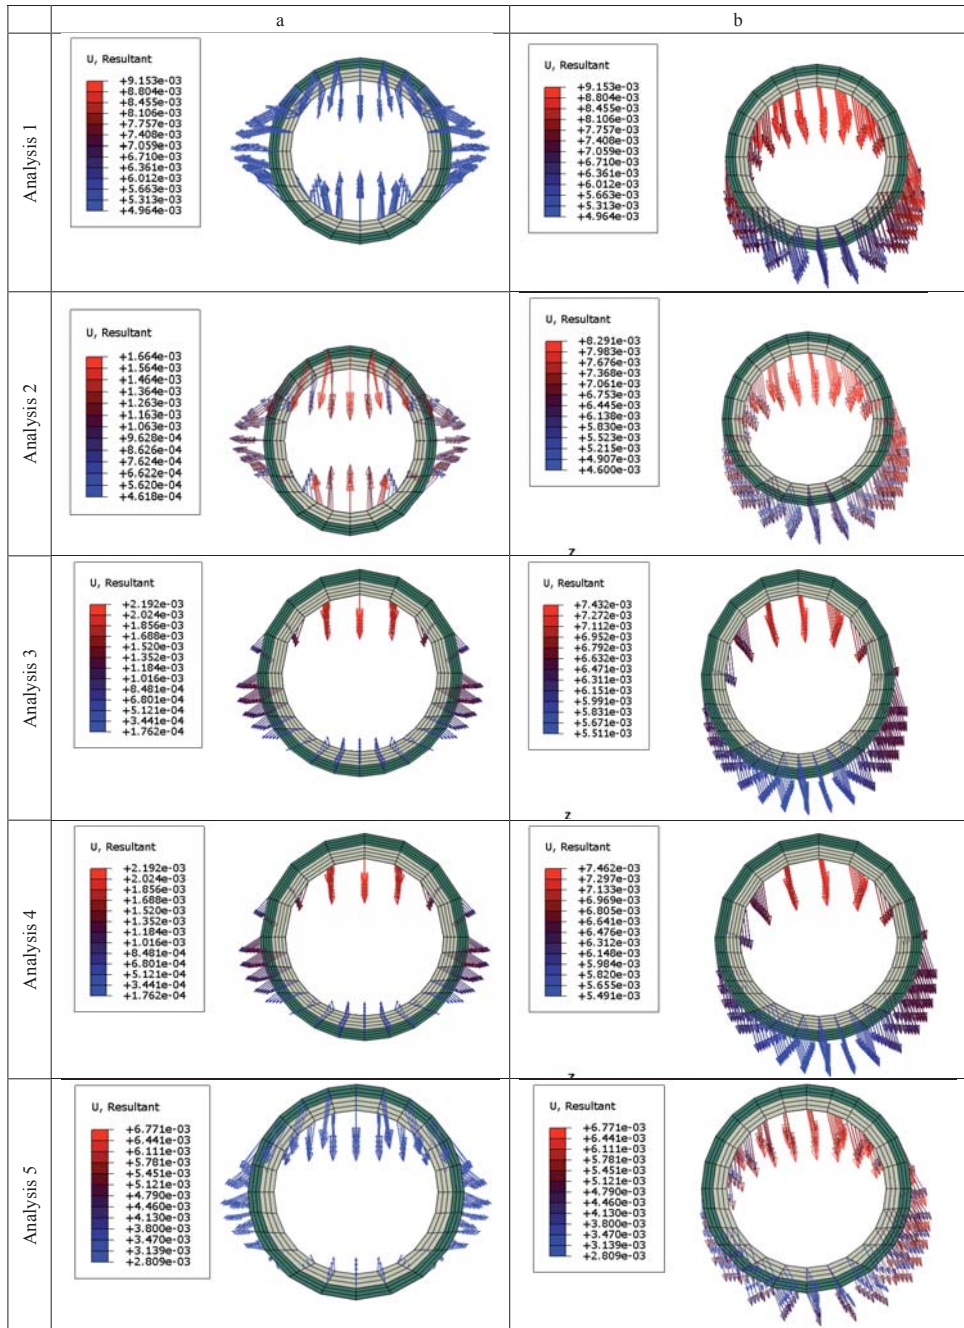 a
b
Analysis 1
U, Resultant
+9.153e-03
+8.804e-03
+8.455e-03
+8.106e-03
+7.757e-03
+7.408e-03
+7.059e-03
+6.710e-03
+6.361e-03
+6.012e-03
+5.663e-03
+5.313e-03
+4.964e-03
U, Resultant
+9.153e-03
+8.804e-03
+8.455e-03
+8.106e-03
+7.757e-03
+7.408e-03
+7.059e-03
+6.710e-03
+6.361e-03
+6.012e-03
+5.663e-03
+5.313e-03
+4.964e-03
Analysis 2
U, Resultant
+1.664e-03
+1.564e-03
+1.464e-03
+1.364e-03
+1.263e-03
+1.163e-03
+1.063e-03
+9.628e-04
+8.626e-04
+7.624e-04
+6.622e-04
+5.620e-04
+4.618e-04
U, Resultant
+8.291e-03
+7.983e-03
+7.676e-03
+7.368e-03
+7.061e-03
+6.753e-03
+6.445e-03
+6.138e-03
+5.830e-03
+5.523e-03
+5.215e-03
+4.907e-03
+4.600e-03
Z
Analysis 3
U, Resultant
+2.192e-03
+2.024e-03
+1.856e-03
+1.688e-03
+1.520e-03
+1.352e-03
+1.184e-03
+1.016e-03
+8.481e-04
+6.801e-04
+5.121e-04
+3.441e-04
+1.762e-04
U, Resultant
+7.432e-03
+7.272e-03
+7.112e-03
+6.952e-03
+6.792e-03
+6.632e-03
+6.471e-03
+6.311e-03
+6.151e-03
+5.991e-03
+5.831e-03
+5.671e-03
+5.511e-03
Z
Analysis 4
U, Resultant
+2.192e-03
+2.024e-03
+1.856e-03
+1.688e-03
+1.520e-03
+1.352e-03
+1.184e-03
+1.016e-03
+8.481e-04
+6.801e-04
+5.121e-04
+3.441e-04
+1.762e-04
U, Resultant
+7.462e-03
+7.297e-03
+7.133e-03
+6.969e-03
+6.805e-03
+6.641e-03
+6.476e-03
+6.312e-03
+6.148e-03
+5.984e-03
+5.820e-03
+5.655e-03
+5.491e-03
Analysis 5
U, Resultant
+6.771e-03
+6.441e-03
+6.111e-03
+5.781e-03
+5.451e-03
+5.121e-03
+4.790e-03
+4.460e-03
+4.130e-03
+3.800e-03
+3.470e-03
+3.139e-03
+2.809e-03
U, Resultant
+6.771e-03
+6.441e-03
+6.111e-03
+5.781e-03
+5.451e-03
+5.121e-03
+4.790e-03
+4.460e-03
+4.130e-03
+3.800e-03
+3.470e-03
+3.139e-03
+2.809e-03